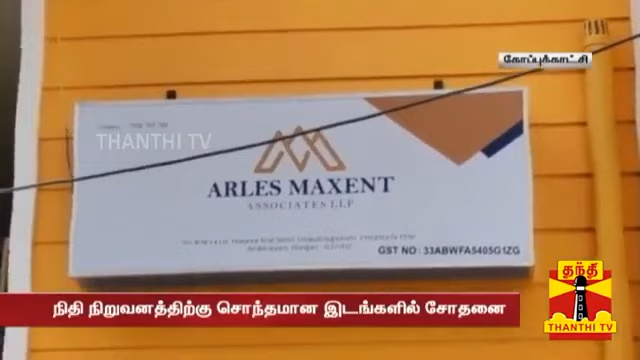 கோப்புக்காட்சி
THANTHI TV
ARLES MAXENT
ASSOCIATES LLP
GST NO: 33ABWFA5405G1ZG
நிதி நிறுவனத்திற்கு சொந்தமான இடங்களில் சோதனை
தந்தி
THANTHI TV